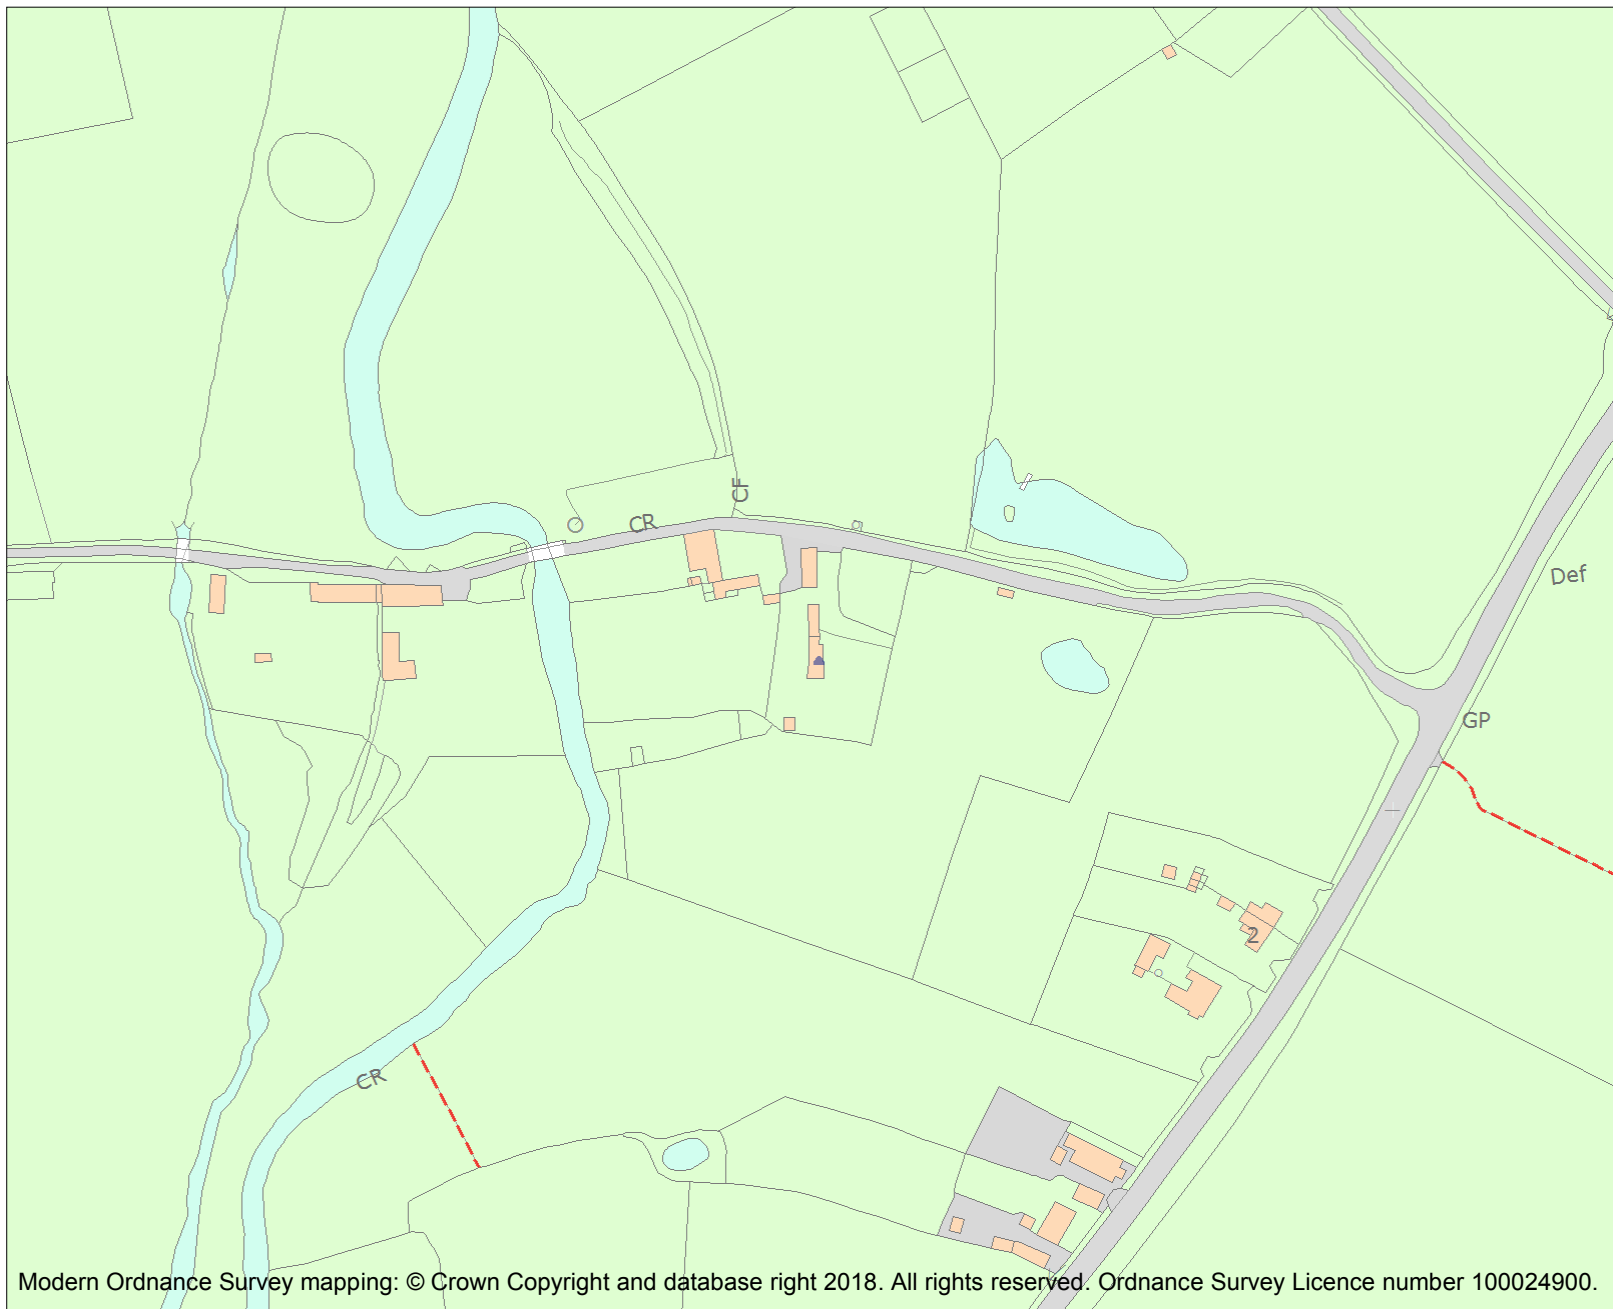 CF
CR
Def
GP
2
CR
Modern Ordnance Survey mapping: © Crown Copyright and database right 2018. All rights reserved. Ordnance Survey Licence number 100024900.